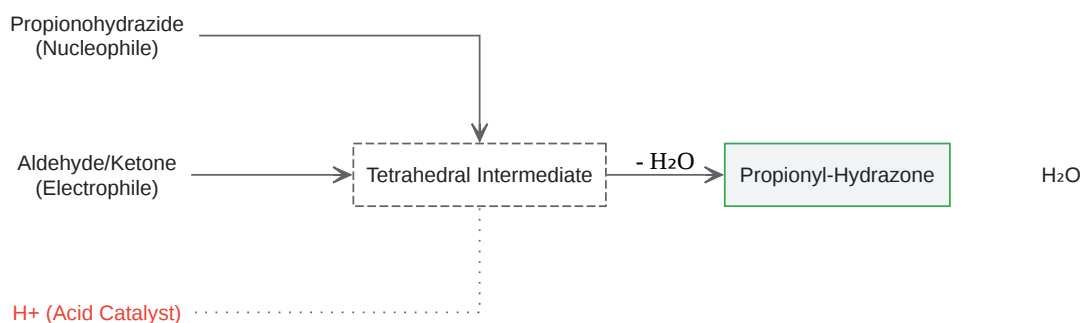 Propionohydrazide
(Nucleophile)
Aldehyde/Ketone
(Electrophile)
Tetrahedral Intermediate
- H₂O
Propionyl-Hydrazone
H₂O
H+ (Acid Catalyst)